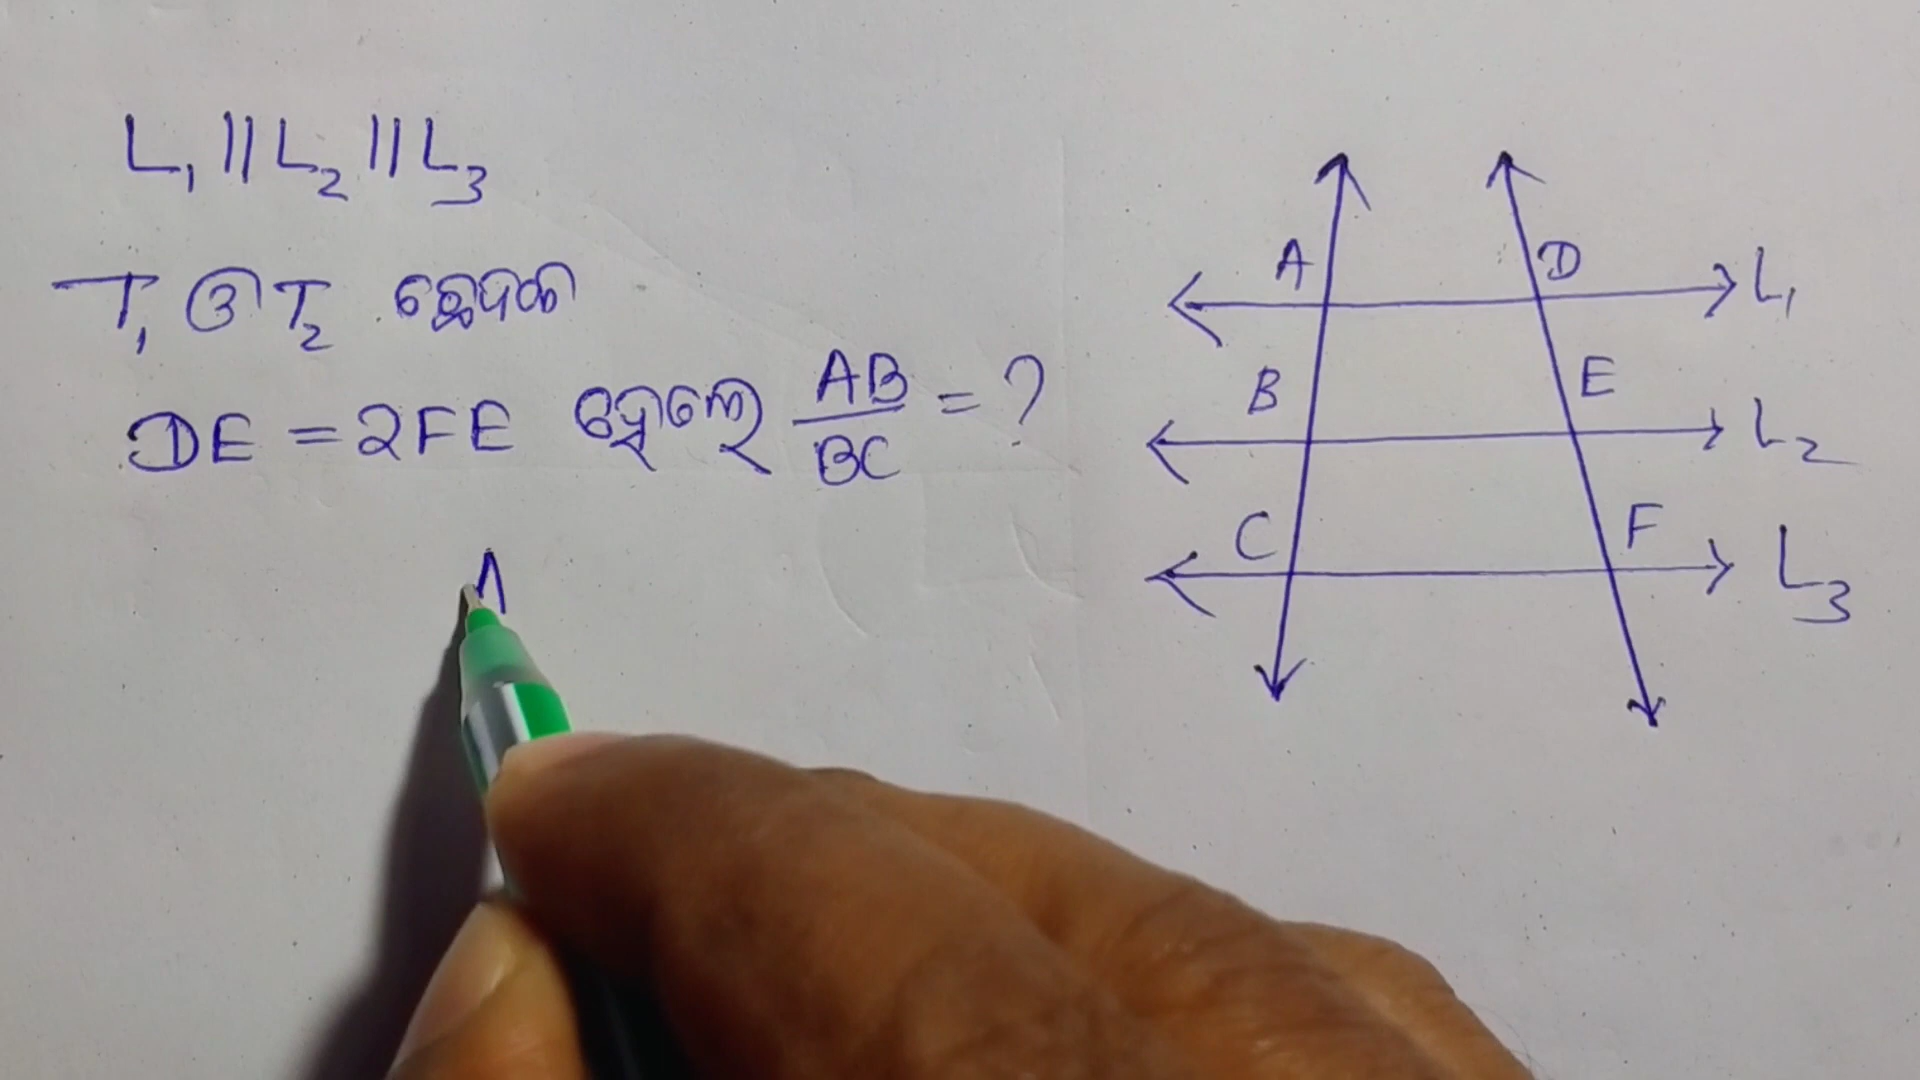 L₁ || L₂ || L₃
T₁ ଓ T₂ ଛେଦକ
DE = 2FE ହେଲେ AB/BC = ?
A
A D L₁
B E L₂
C F L₃